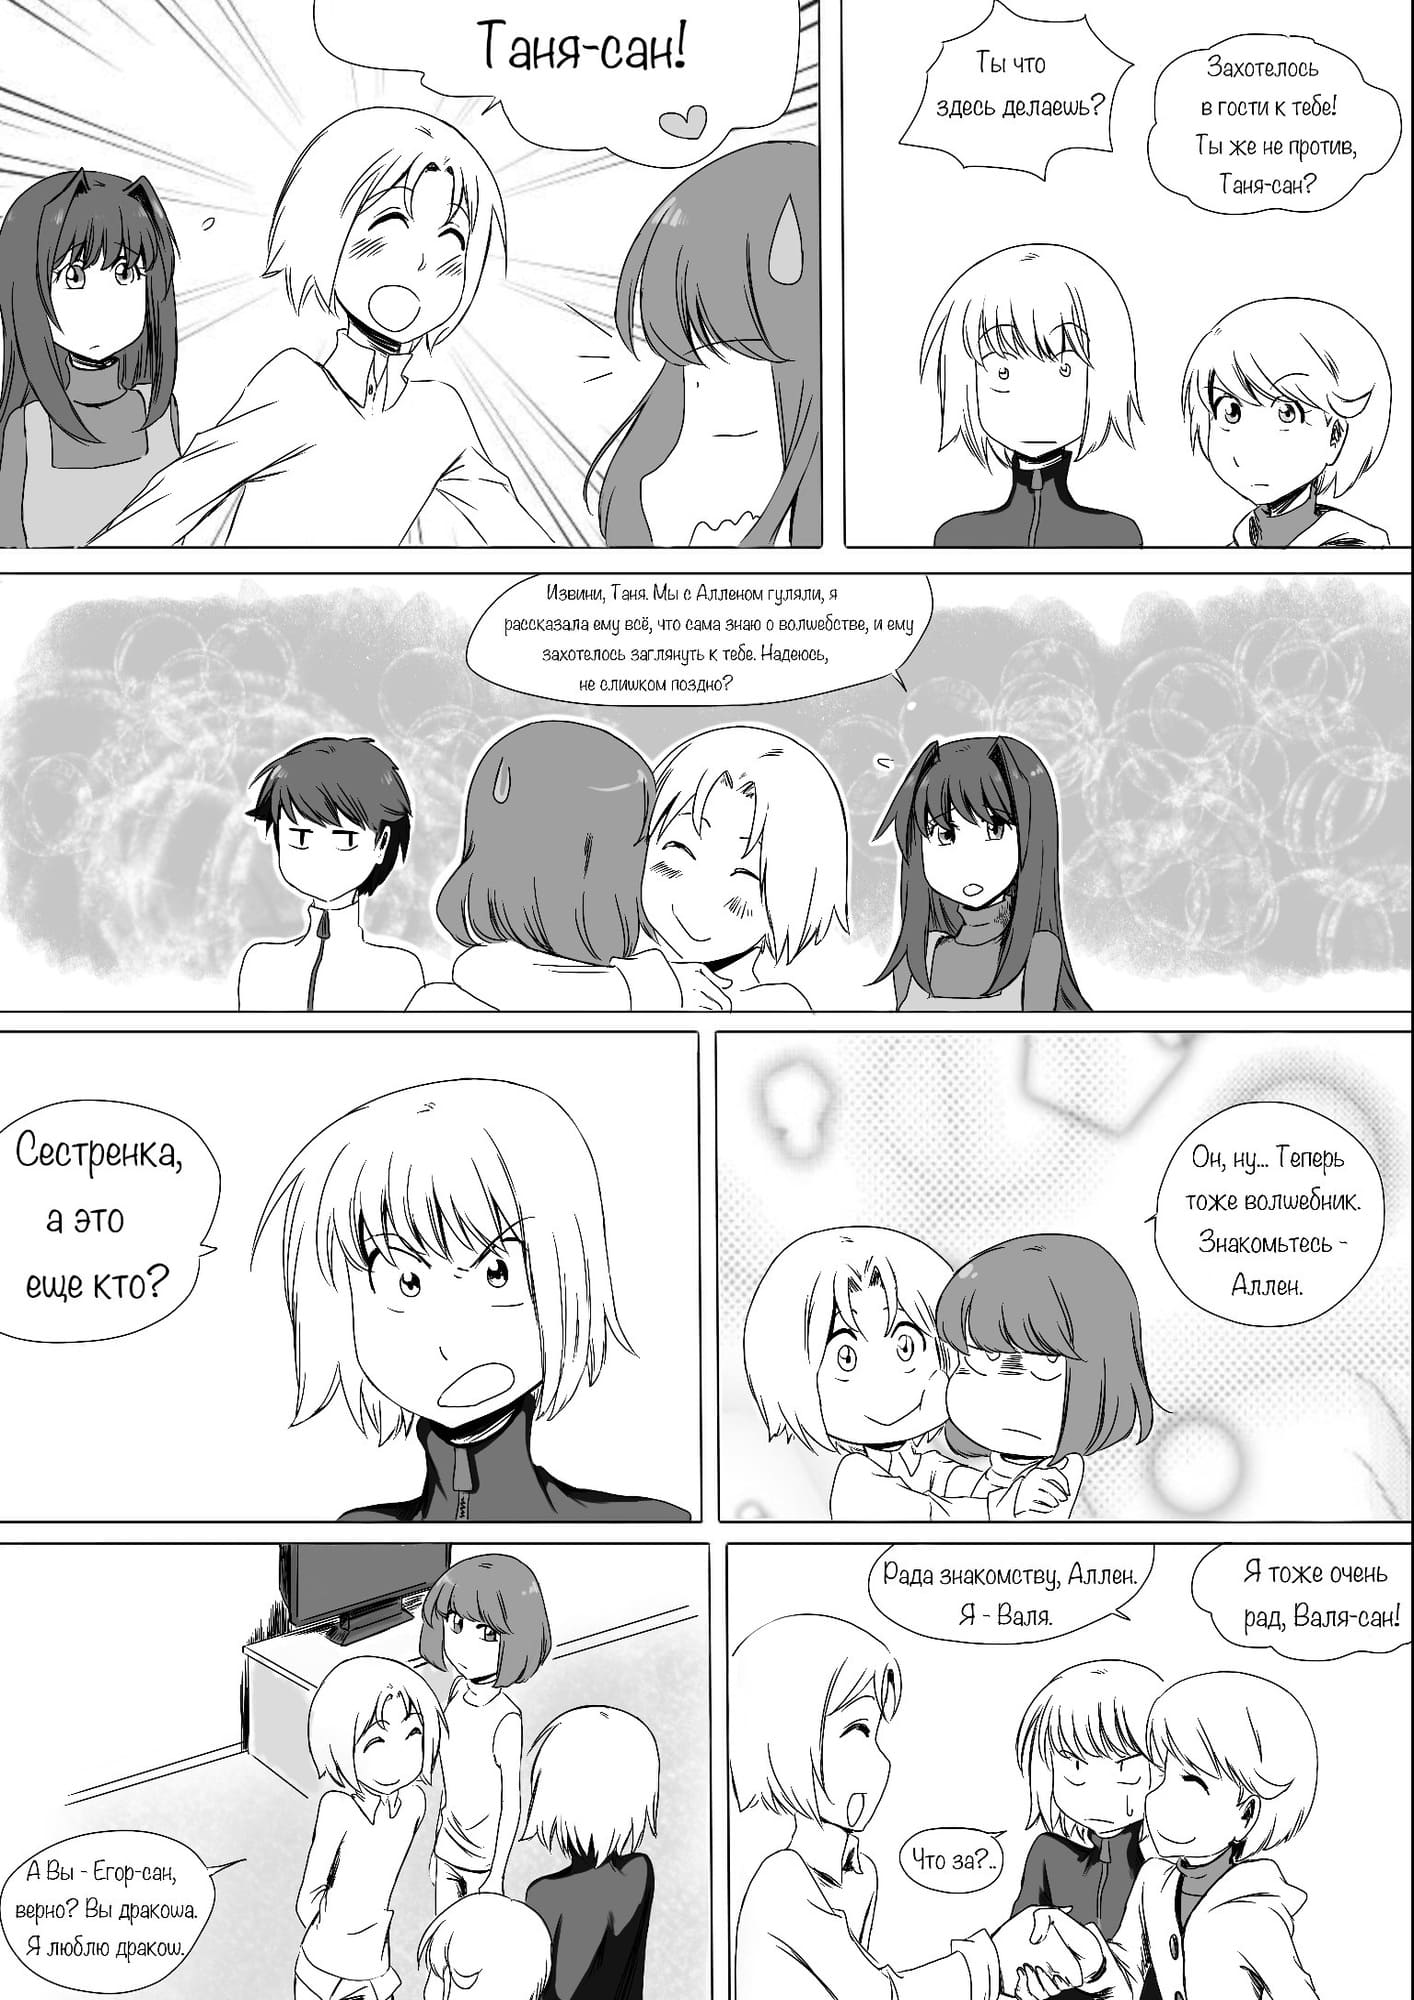 Таня-сан!
Ты что
здесь делаешь?
Захотелось
в гости к тебе!
Ты же не против,
Таня-сан?
Извини, Таня. Мы с Алленом гуляли, я
рассказала ему всё, что сама знаю о волшебстве, и ему
захотелось заглянуть к тебе. Надеюсь,
не слишком поздно?
Сестренка,
а это
еще кто?
Он, ну... Теперь
тоже волшебник.
Знакомьтесь -
Аллен.
А Вы - Егор-сан,
верно? Вы дракоша.
Я люблю дракош.
Рада знакомству, Аллен.
Я - Валя.
Я тоже очень
рад, Валя-сан!
Что за?..